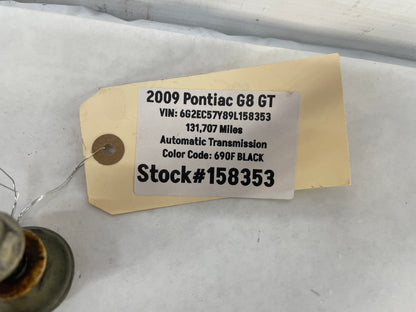 2009 Pontiac G8 GT
VIN: 6G2EC57Y89L158353
131,707 Miles
Automatic Transmission
Color Code: 690F BLACK
Stock#158353